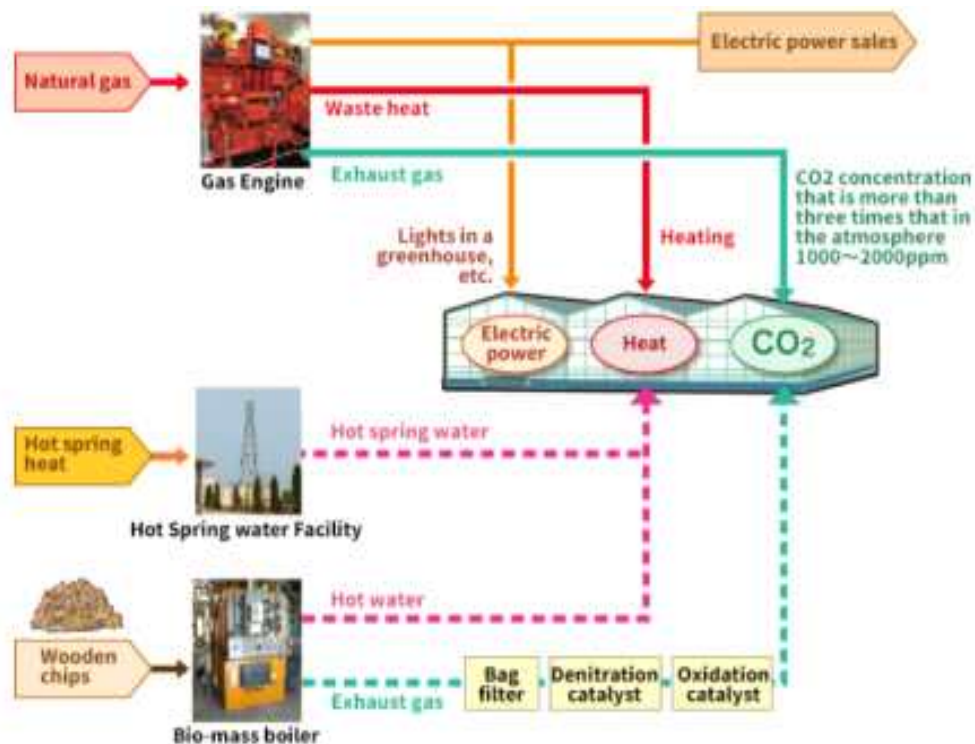 Electric power sales
Natural gas
Waste heat
Gas Engine
Exhaust gas
CO2 concentration
that is more than
three times that in
the atmosphere
1000～2000ppm
Lights in a
greenhouse,
etc.
Heating
Electric
power
Heat
CO2
Hot spring
heat
Hot spring water
Hot Spring water Facility
Hot water
Wooden
chips
Exhaust gas
Bag
filter
Denitration
catalyst
Oxidation
catalyst
Bio-mass boiler